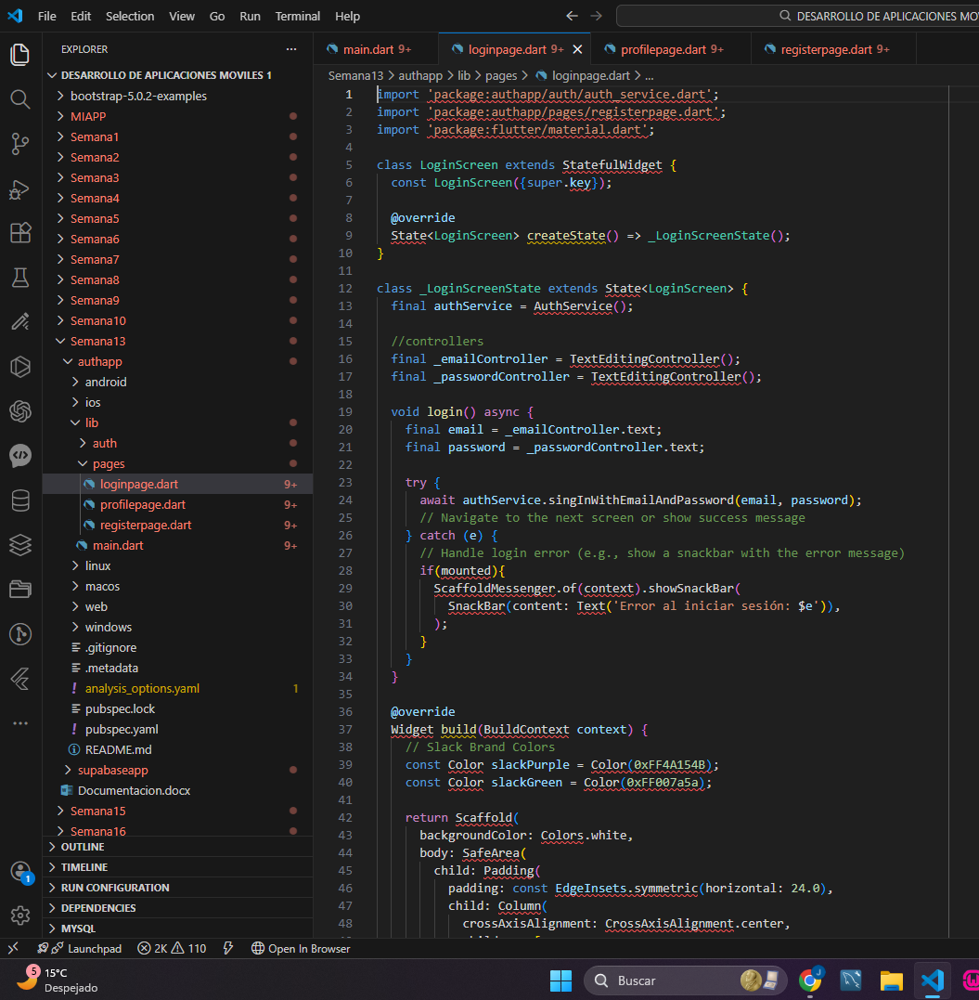 File Edit Selection View Go Run Terminal Help
DESARROLLO DE APLICACIONES MO
EXPLORER
DESARROLLO DE APLICACIONES MOVILES 1
bootstrap-5.0.2-examples
MIAPP
Semana1
Semana2
Semana3
Semana4
Semana5
Semana6
Semana7
Semana8
Semana9
Semana10
Semana13
authapp
android
ios
lib
auth
pages
loginpage.dart 9+
profilepage.dart 9+
registerpage.dart 9+
main.dart 9+
linux
macos
web
windows
.gitignore
.metadata
analysis_options.yaml 1
pubspec.lock
pubspec.yaml
README.md
supabaseapp
Documentacion.docx
Semana15
Semana16
OUTLINE
TIMELINE
RUN CONFIGURATION
DEPENDENCIES
MYSQL
main.dart 9+ loginpage.dart 9+ profilepage.dart 9+ registerpage.dart 9+
Semana13 > authapp > lib > pages > loginpage.dart > ...
1 import 'package:authapp/auth/auth_service.dart';
2 import 'package:authapp/pages/registerpage.dart';
3 import 'package:flutter/material.dart';
4
5 class LoginScreen extends StatefulWidget {
6 const LoginScreen({super.key});
7
8 @override
9 State<LoginScreen> createState() => _LoginScreenState();
10 }
11
12 class _LoginScreenState extends State<LoginScreen> {
13 final authService = AuthService();
14
15 //controllers
16 final _emailController = TextEditingController();
17 final _passwordController = TextEditingController();
18
19 void login() async {
20 final email = _emailController.text;
21 final password = _passwordController.text;
22
23 try {
24 await authService.singInWithEmailAndPassword(email, password);
25 // Navigate to the next screen or show success message
26 } catch (e) {
27 // Handle login error (e.g., show a snackbar with the error message)
28 if(mounted){
29 ScaffoldMessenger.of(context).showSnackBar(
30 SnackBar(content: Text('Error al iniciar sesión: $e')),
31 );
32 }
33 }
34 }
35
36 @override
37 Widget build(BuildContext context) {
38 // Slack Brand Colors
39 const Color slackPurple = Color(0xFF4A154B);
40 const Color slackGreen = Color(0xFF007a5a);
41
42 return Scaffold(
43 backgroundColor: Colors.white,
44 body: SafeArea(
45 child: Padding(
46 padding: const EdgeInsets.symmetric(horizontal: 24.0),
47 child: Column(
48 crossAxisAlignment: CrossAxisAlignment.center,
1
Launchpad 2K 110 Open In Browser
5
15°C
Despejado
Buscar
J